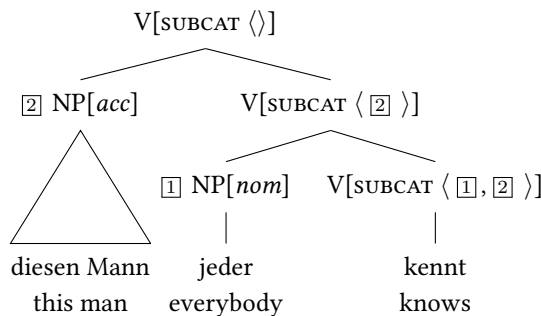 V[SUBCAT ⟨⟩]
[2] NP[acc] V[SUBCAT ⟨ [2] ⟩]
[1] NP[nom] V[SUBCAT ⟨ [1], [2] ⟩]
diesen Mann jeder kennt
this man everybody knows